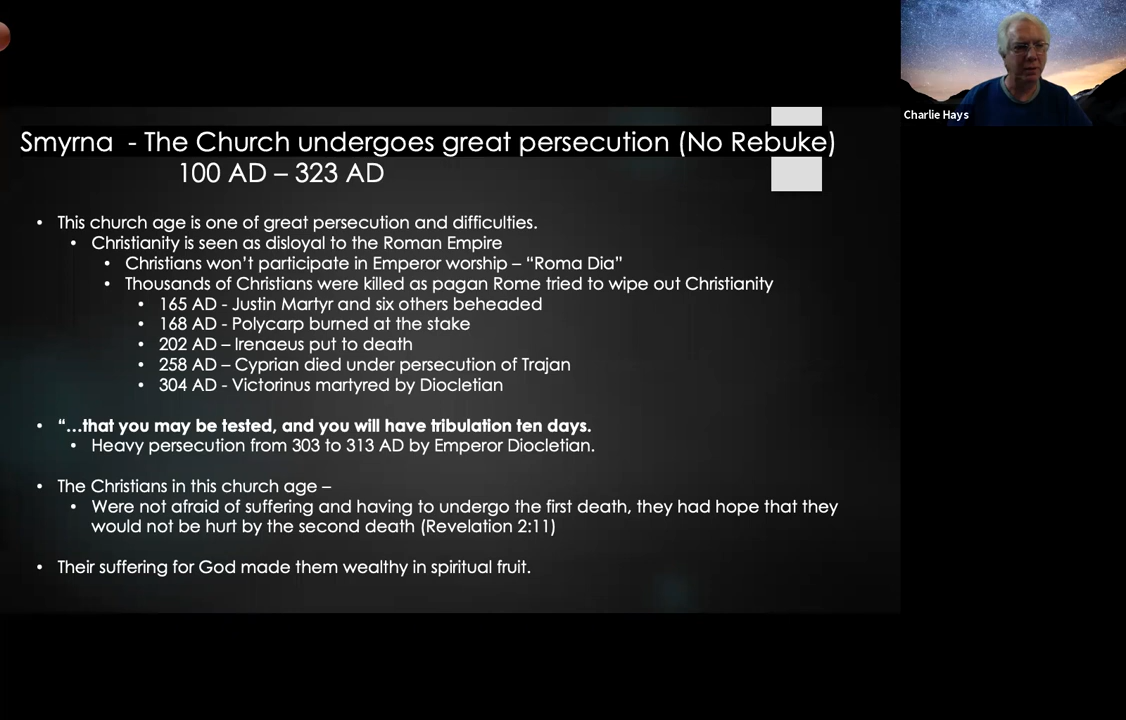 Charlie Hays
Smyrna - The Church undergoes great persecution (No Rebuke)
100 AD – 323 AD
• This church age is one of great persecution and difficulties.
• Christianity is seen as disloyal to the Roman Empire
• Christians won’t participate in Emperor worship – “Roma Dia”
• Thousands of Christians were killed as pagan Rome tried to wipe out Christianity
• 165 AD - Justin Martyr and six others beheaded
• 168 AD - Polycarp burned at the stake
• 202 AD – Irenaeus put to death
• 258 AD – Cyprian died under persecution of Trajan
• 304 AD - Victorinus martyred by Diocletian
• “…that you may be tested, and you will have tribulation ten days.
• Heavy persecution from 303 to 313 AD by Emperor Diocletian.
• The Christians in this church age –
• Were not afraid of suffering and having to undergo the first death, they had hope that they
would not be hurt by the second death (Revelation 2:11)
• Their suffering for God made them wealthy in spiritual fruit.